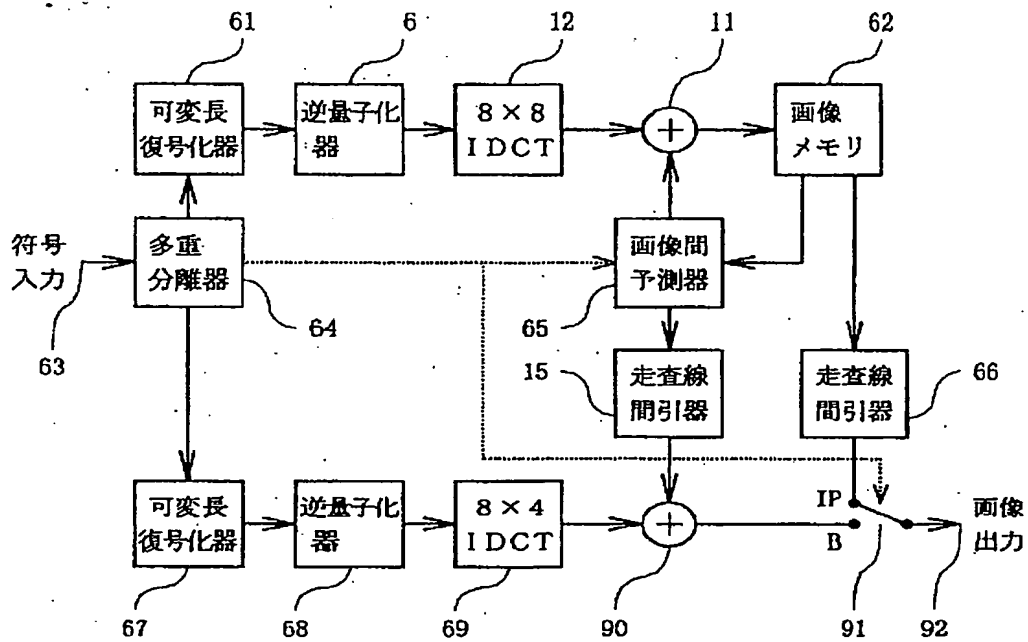 61
6
12
11
62
可変長
復号化器
逆量子化
器
8×8
IDCT
+
画像
メモリ
符号
入力
多重
分離器
画像間
予測器
63
64
65
15
走査線
間引器
走査線
間引器
66
可変長
復号化器
逆量子化
器
8×4
IDCT
+
IP
B
画像
出力
67
68
69
90
91
92